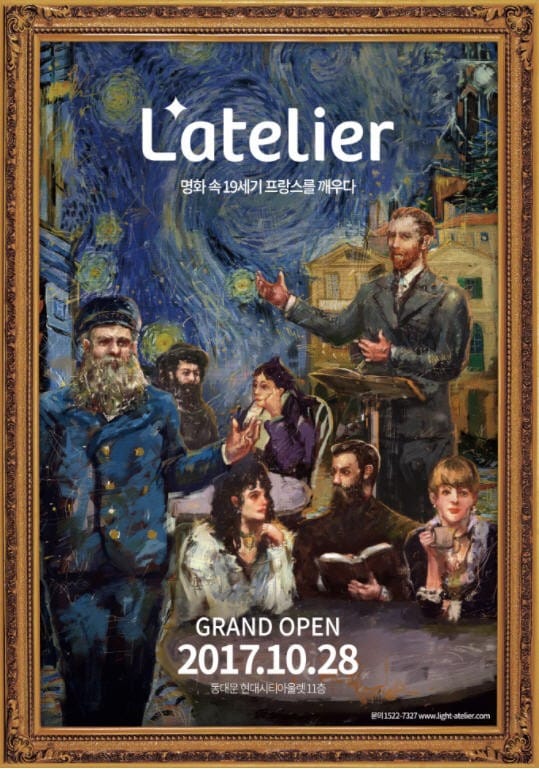 L'atelier
명화 속 19세기 프랑스를 깨우다
GRAND OPEN
2017.10.28
동대문 현대시티아울렛 11층
문의 1522-7327 www.light-atelier.com